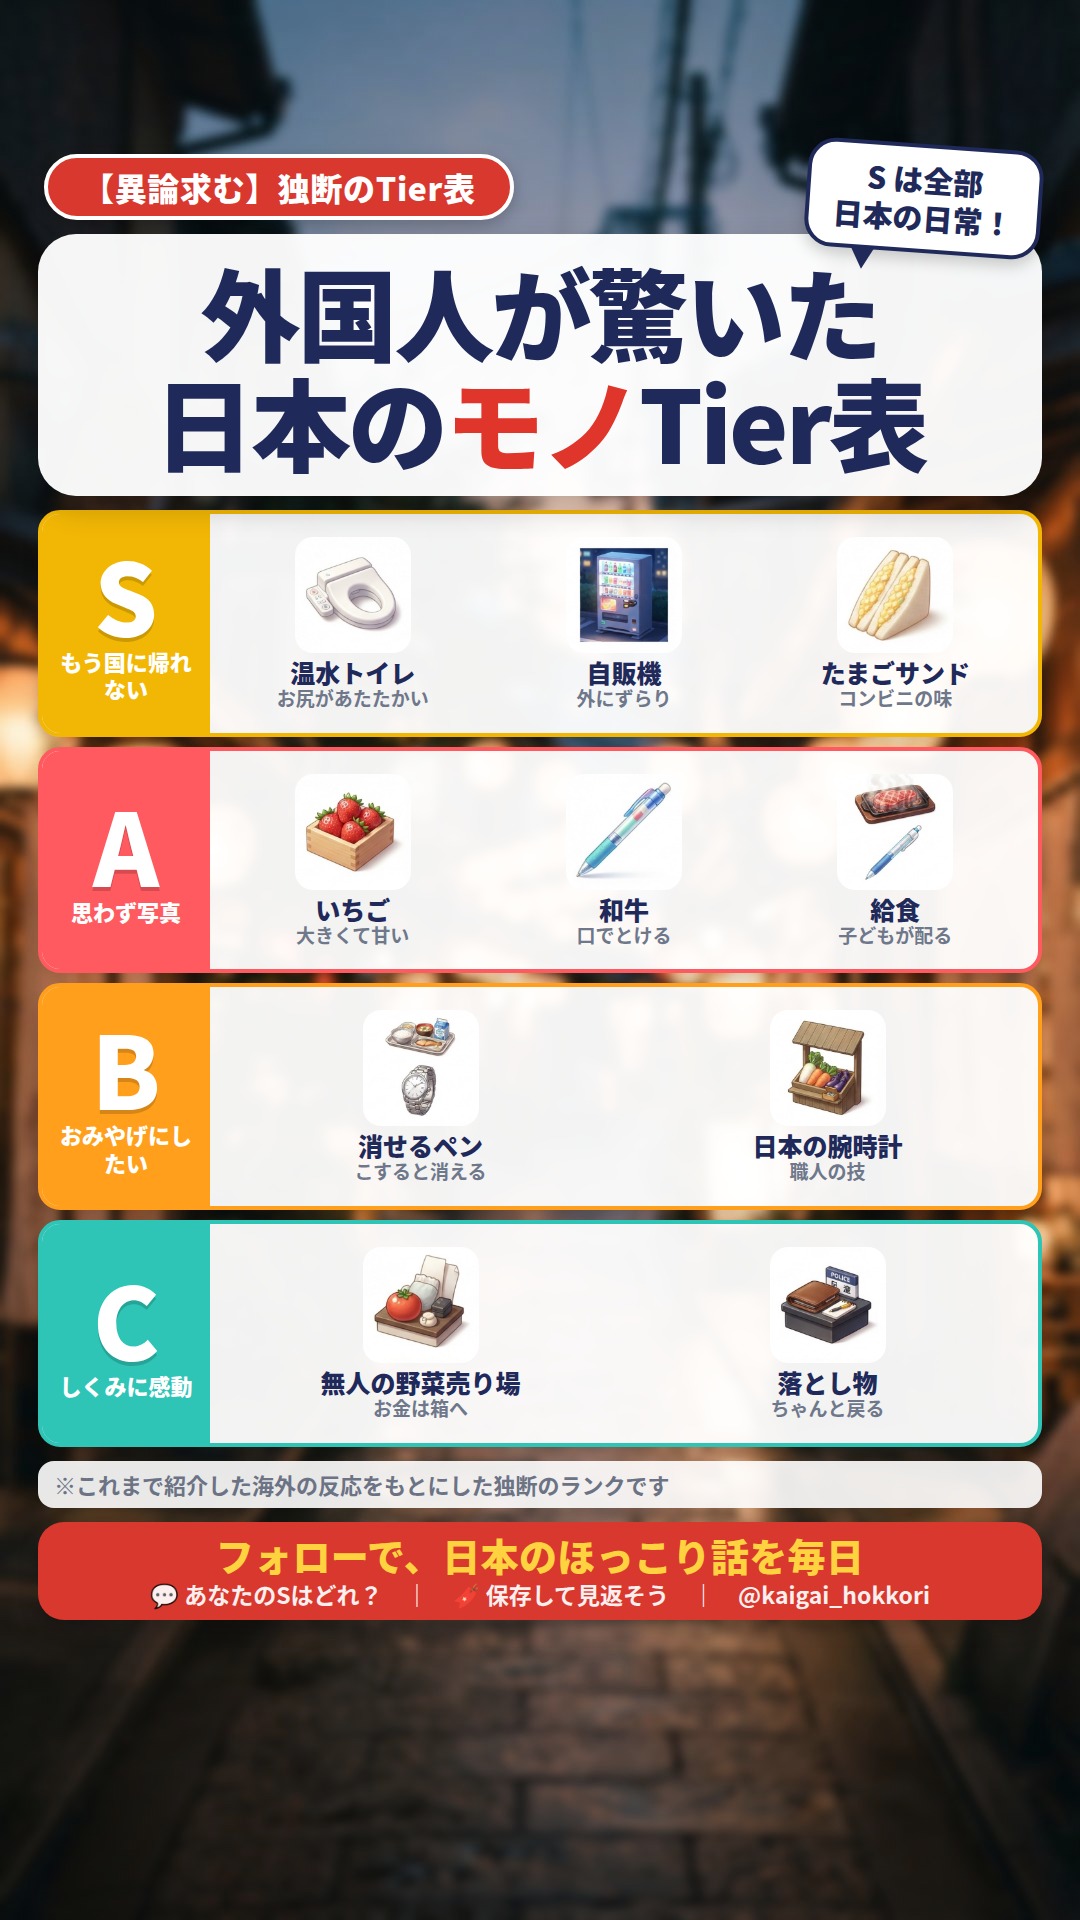 【異論求む】独断のTier表
Sは全部
日本の日常！
外国人が驚いた
日本のモノTier表
S
もう国に帰れ
ない
温水トイレ
お尻があたたかい
自販機
外にずらり
たまごサンド
コンビニの味
A
思わず写真
いちご
大きくて甘い
和牛
口でとける
給食
子どもが配る
B
おみやげにし
たい
消せるペン
こすると消える
日本の腕時計
職人の技
C
しくみに感動
POLICE
無人の野菜売り場
お金は箱へ
落とし物
ちゃんと戻る
※これまで紹介した海外の反応をもとにした独断のランクです
フォローで、日本のほっこり話を毎日
💬 あなたのSはどれ？ ｜ 🔖 保存して見返そう ｜ @kaigai_hokkori